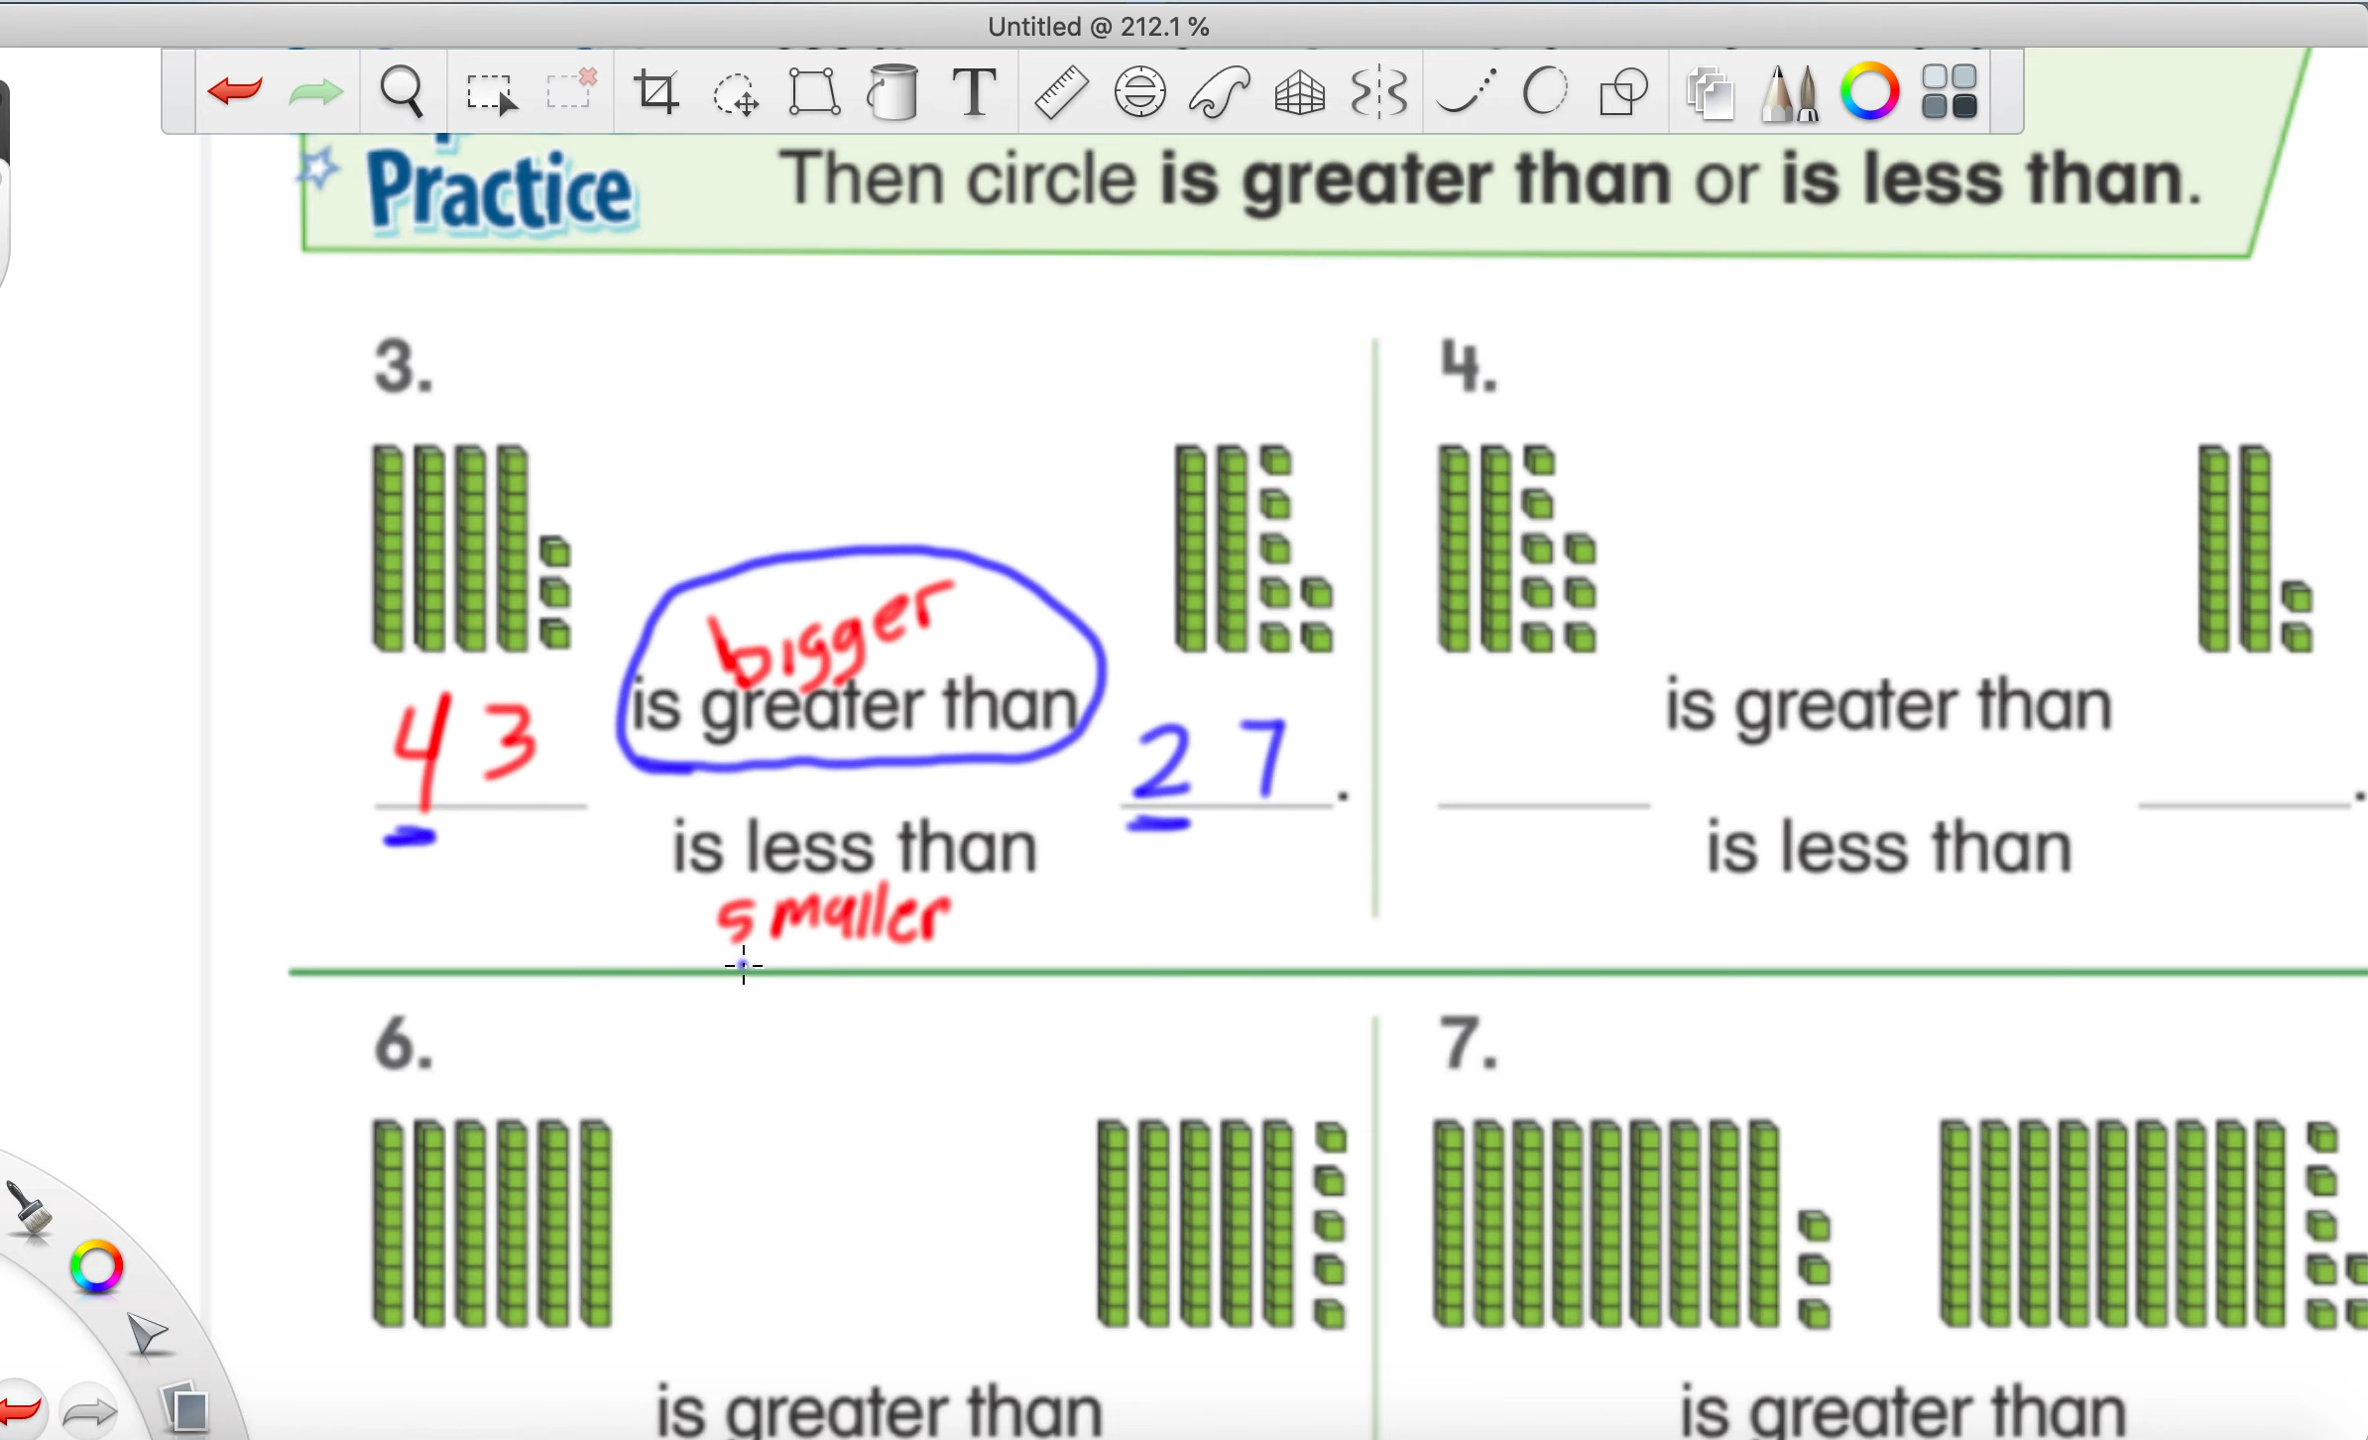 Untitled @ 212.1 %
T
Practice
Then circle is greater than or is less than.
3.
4.
bigger
is greater than
is greater than
43
27.
is less than
is less than
smaller
6.
7.
is greater than
is greater than